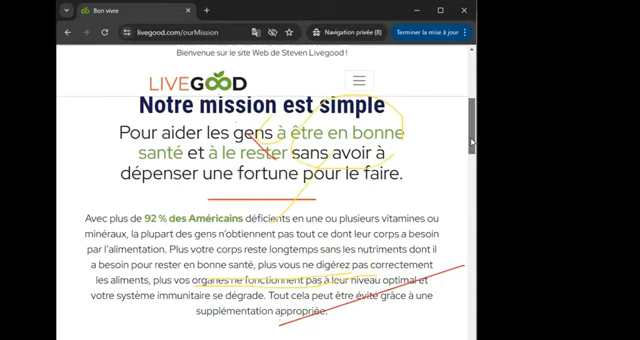 Bon vivre
livegood.com/ourMission
Navigation privée (8)
Terminer la mise à jour
Bienvenue sur le site Web de Steven Livegood !
LIVEGOOD
Notre mission est simple
Pour aider les gens à être en bonne
santé et à le rester sans avoir à
dépenser une fortune pour le faire.
Avec plus de 92 % des Américains déficients en une ou plusieurs vitamines ou
minéraux, la plupart des gens n'obtiennent pas tout ce dont leur corps a besoin
par l'alimentation. Plus votre corps reste longtemps sans les nutriments dont il
a besoin pour rester en bonne santé, plus vous ne digérez pas correctement
les aliments, plus vos organes ne fonctionnent pas à leur niveau optimal et
votre système immunitaire se dégrade. Tout cela peut être évité grâce à une
supplémentation appropriée.